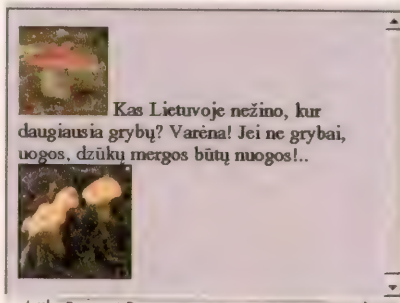 Kas Lietuvoje nežino, kur
daugiausia grybų? Varėna! Jei ne grybai,
uogos, dzūkų mergos būtų nuogos!..